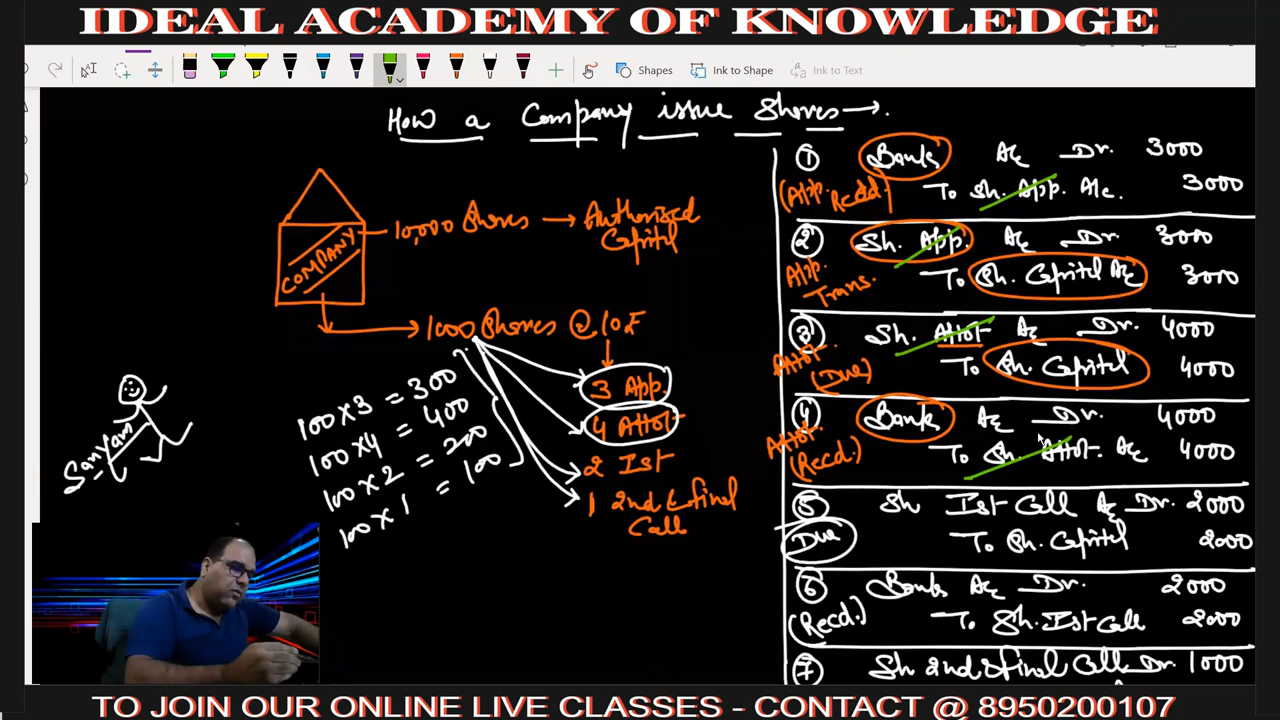 IDEAL ACADEMY OF KNOWLEDGE
Shapes
Ink to Shape
Ink to Text
How a Company issue Shares
COMPANY
10,000 Shares → Authorized
Capital
1000 Shares @ 10₹
3 App.
4 Allot
2 Ist
1 2nd & final
Call
100 x 3 = 300
100 x 4 = 400
100 x 2 = 200
100 x 1 = 100
Sanyam
① Bank A/c Dr. 3000
(App. Recd.) To Sh. App. A/c. 3000
② Sh. App. A/c Dr. 3000
App. Trans. To Sh. Capital A/c 3000
③ Sh. Allot A/c Dr. 4000
Allot. (Due) To Sh. Capital 4000
④ Bank A/c Dr. 4000
Allot. (Recd.) To Sh. Allot. A/c 4000
⑤ Sh Ist Call A/c Dr. 2000
Due To Sh. Capital 2000
⑥ Bank A/c Dr. 2000
(Recd.) To Sh. Ist Call 2000
⑦ Sh 2nd & final Call Dr. 1000
TO JOIN OUR ONLINE LIVE CLASSES - CONTACT @ 8950200107